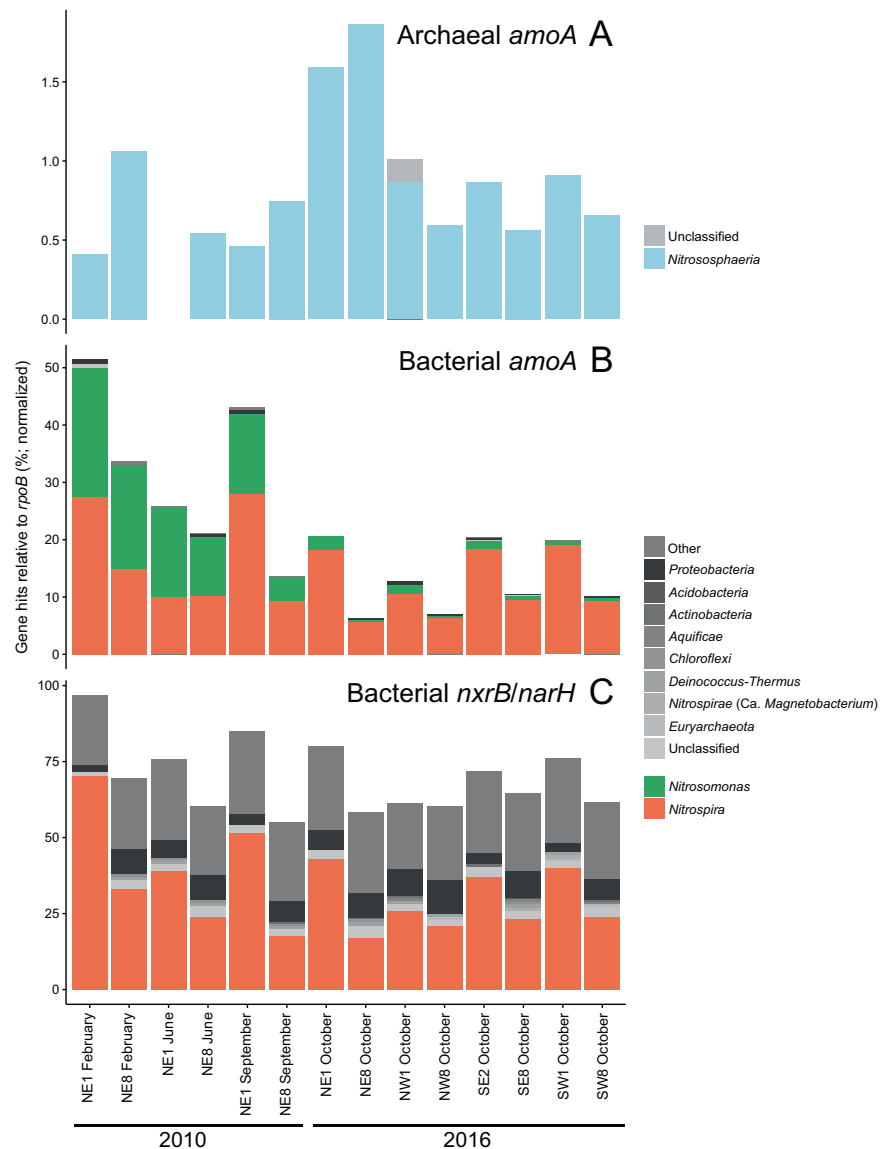 Archaeal amoA A
1.5
1.0
0.5
0.0
Unclassified
Nitrososphaeria
Bacterial amoA B
50
40
30
20
10
0
Gene hits relative to rpoB (%; normalized)
Other
Proteobacteria
Acidobacteria
Actinobacteria
Aquificae
Chloroflexi
Deinococcus-Thermus
Nitrospirae (Ca. Magnetobacterium)
Euryarchaeota
Unclassified
Nitrosomonas
Nitrospira
Bacterial nxrB/narH C
100
75
50
25
0
NE1 February
NE8 February
NE1 June
NE8 June
NE1 September
NE8 September
NE1 October
NE8 October
NW1 October
NW8 October
SE2 October
SE8 October
SW1 October
SW8 October
2010
2016